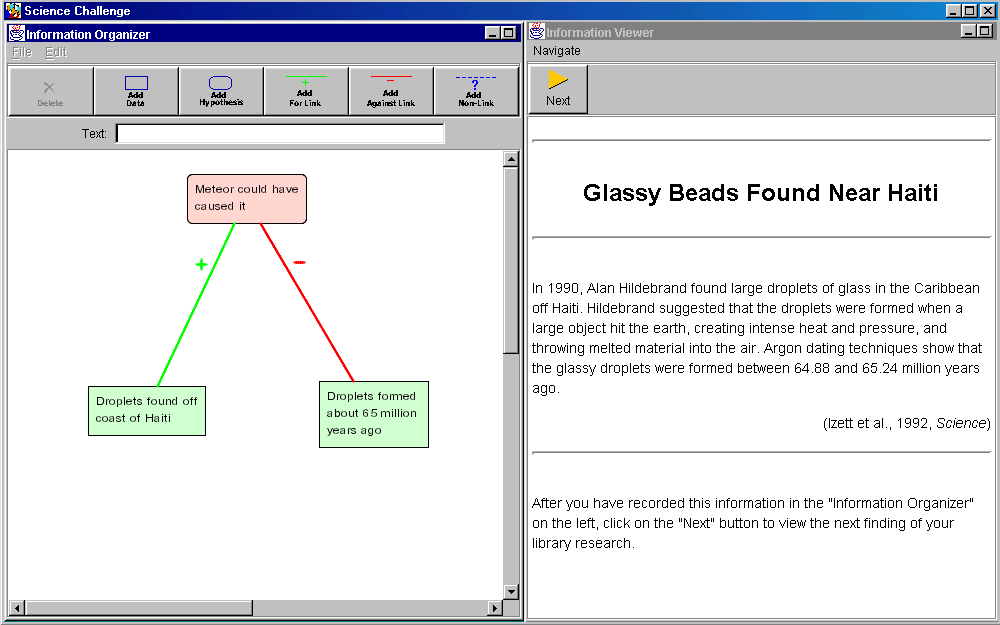 Science Challenge
Information Organizer
File Edit
Delete
Add
Data
Add
Hypothesis
+
Add
For Link
−
Add
Against Link
?
Add
Non-Link
Text:
Meteor could have
caused it
+
−
Droplets found off
coast of Haiti
Droplets formed
about 65 million
years ago
Information Viewer
Navigate
Next
Glassy Beads Found Near Haiti
In 1990, Alan Hildebrand found large droplets of glass in the Caribbean
off Haiti. Hildebrand suggested that the droplets were formed when a
large object hit the earth, creating intense heat and pressure, and
throwing melted material into the air. Argon dating techniques show that
the glassy droplets were formed between 64.88 and 65.24 million years
ago.
(Izett et al., 1992, Science)
After you have recorded this information in the "Information Organizer"
on the left, click on the "Next" button to view the next finding of your
library research.